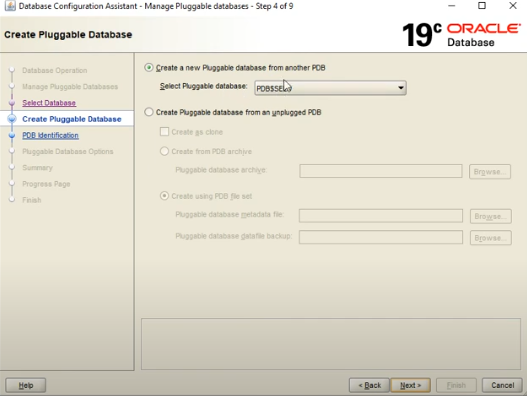 Database Configuration Assistant - Manage Pluggable databases - Step 4 of 9
Create Pluggable Database
19c ORACLE
Database
Database Operation
Manage Pluggable Databases
Select Database
Create Pluggable Database
PDB Identification
Pluggable Database Options
Summary
Progress Page
Finish
Create a new Pluggable database from another PDB
Select Pluggable database:
Create Pluggable database from an unplugged PDB
Create as clone
Create from PDB archive
Pluggable database archive:
Browse...
Create using PDB file set
Pluggable database metadata file:
Browse...
Pluggable database datafile backup:
Browse...
Help
< Back
Next >
Finish
Cancel